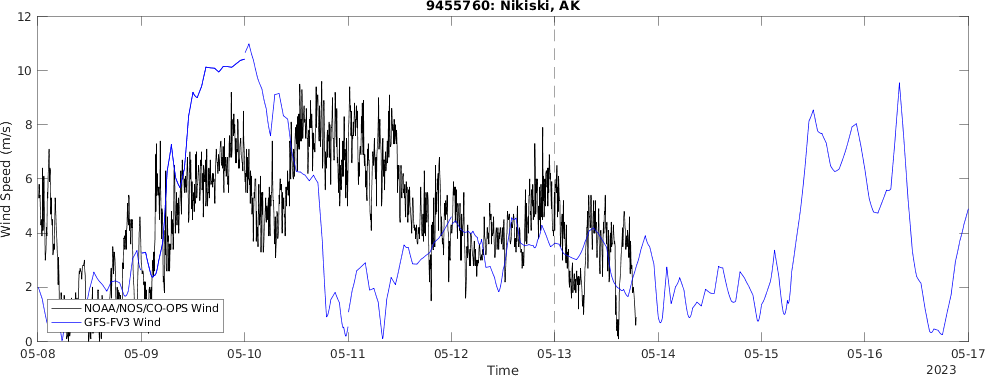 9455760: Nikiski, AK
12
10
8
6
4
2
0
Wind Speed (m/s)
NOAA/NOS/CO-OPS Wind
GFS-FV3 Wind
05-08 05-09 05-10 05-11 05-12 05-13 05-14 05-15 05-16 05-17
Time
2023